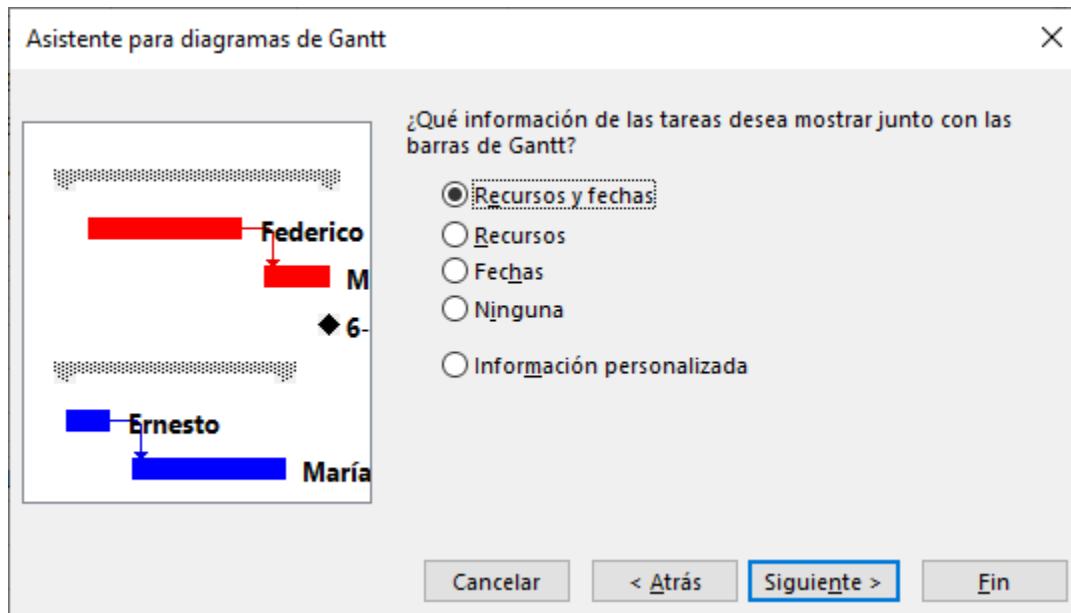 Asistente para diagramas de Gantt
¿Qué información de las tareas desea mostrar junto con las
barras de Gantt?
Recursos y fechas
Recursos
Fechas
Ninguna
Información personalizada
Federico
M
6-
Ernesto
María
Cancelar
< Atrás
Siguiente >
Fin